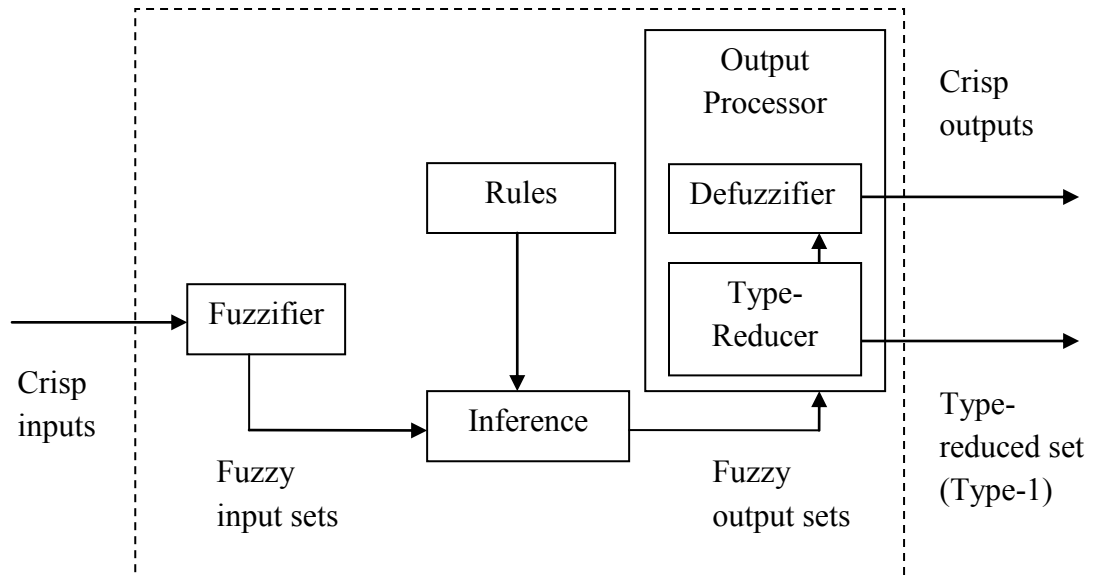 Output
Processor
Crisp
outputs
Rules
Defuzzifier
Fuzzifier
Type-
Reducer
Crisp
inputs
Inference
Type-
reduced set
(Type-1)
Fuzzy
input sets
Fuzzy
output sets